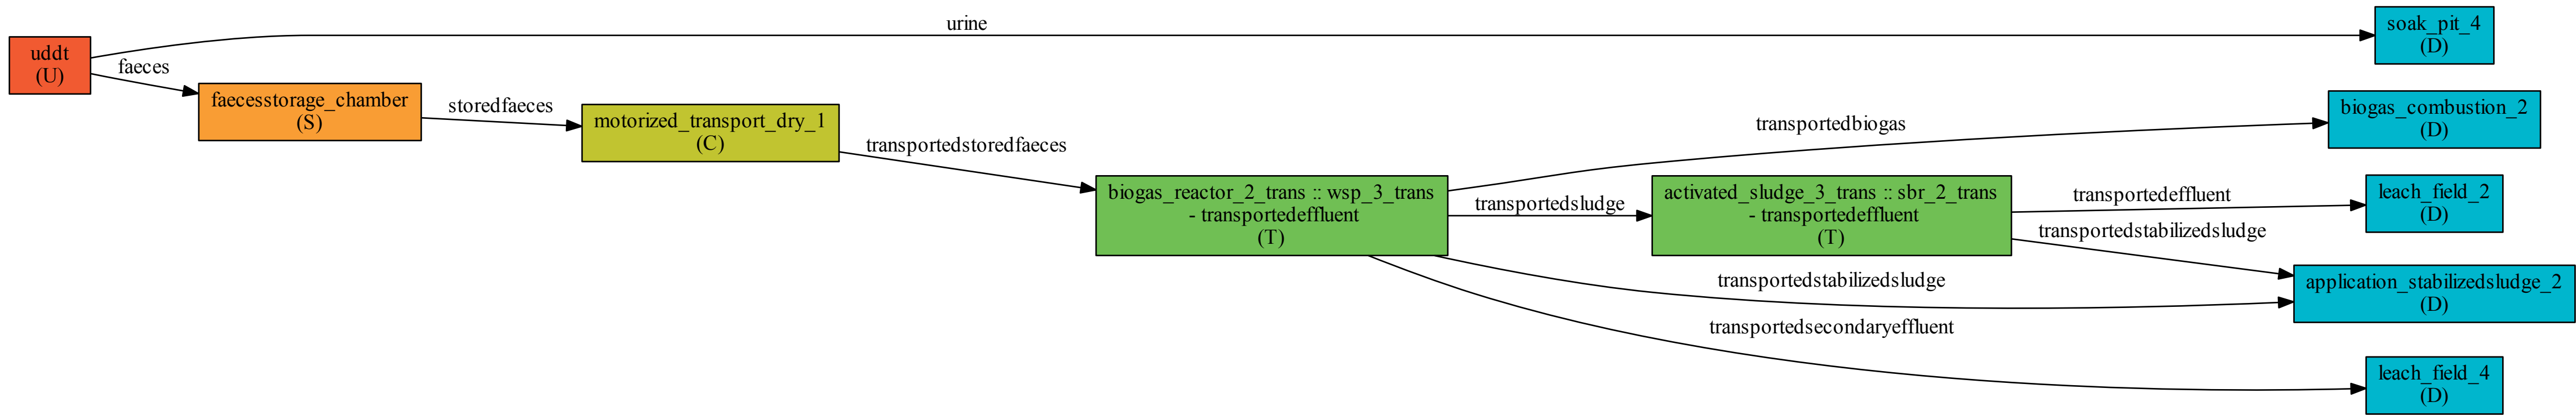 uddt
(U)
urine
faeces
faecesstorage_chamber
(S)
storedfaeces
motorized_transport_dry_1
(C)
transportedstoredfaeces
biogas_reactor_2_trans :: wsp_3_trans
- transportedeffluent
(T)
transportedbiogas
transportedsludge
activated_sludge_3_trans :: sbr_2_trans
- transportedeffluent
(T)
transportedeffluent
transportedstabilizedsludge
transportedstabilizedsludge
transportedsecondaryeffluent
soak_pit_4
(D)
biogas_combustion_2
(D)
leach_field_2
(D)
application_stabilizedsludge_2
(D)
leach_field_4
(D)